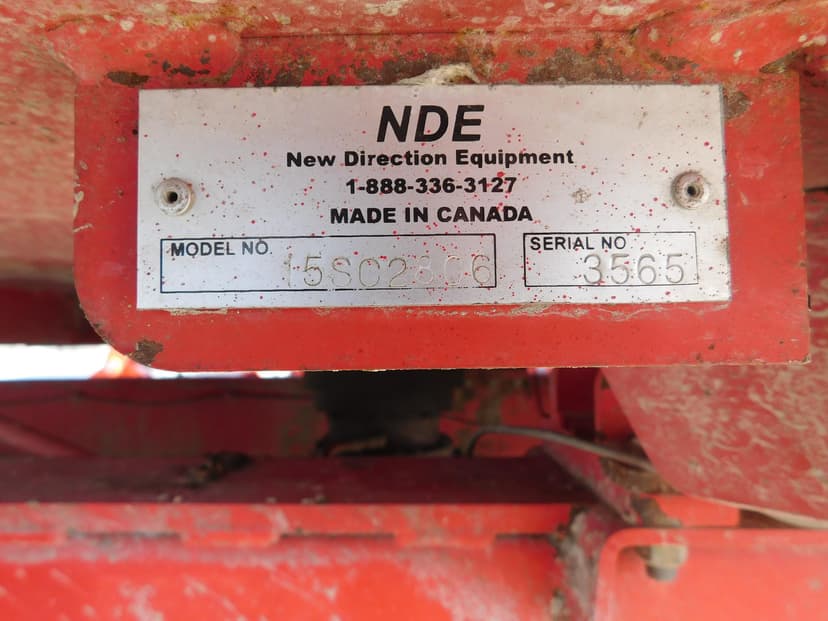 NDE
New Direction Equipment
1-888-336-3127
MADE IN CANADA
MODEL NO
SERIAL NO
3565